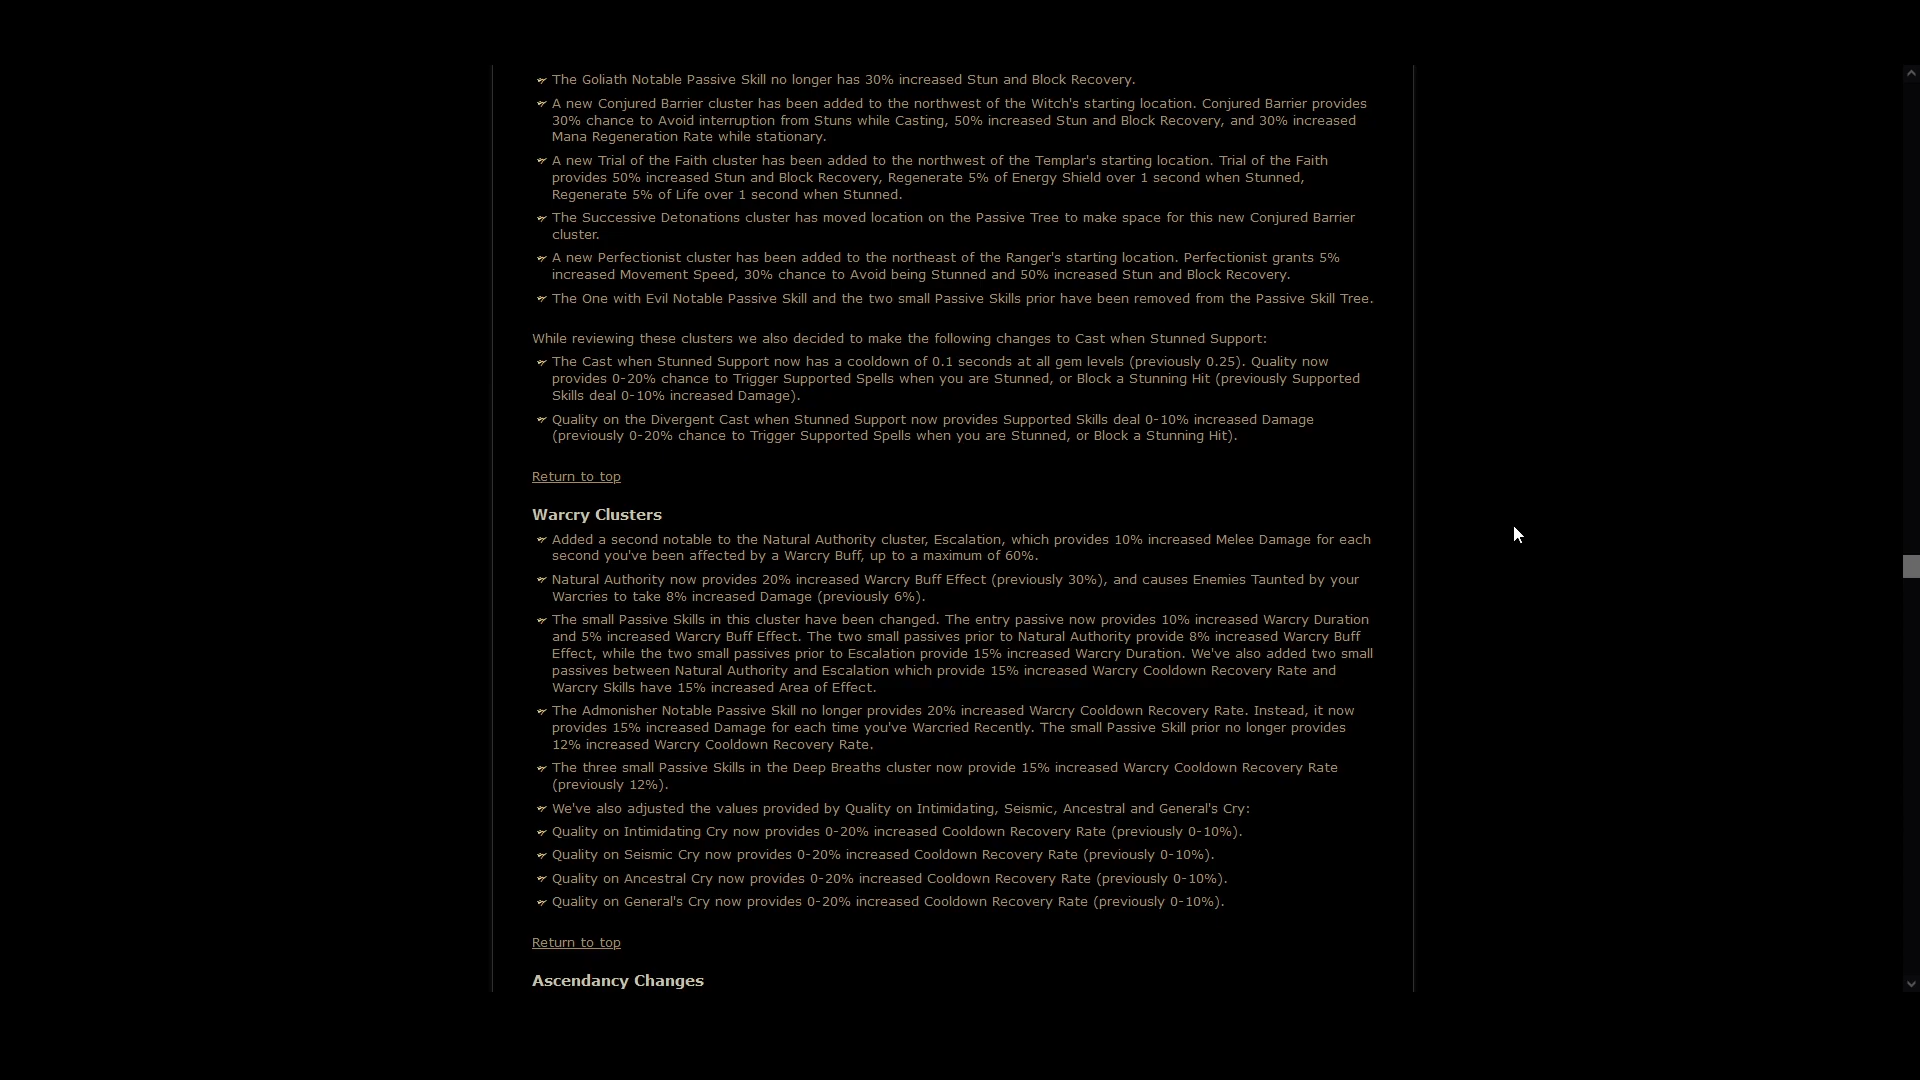 The Goliath Notable Passive Skill no longer has 30% increased Stun and Block Recovery.
A new Conjured Barrier cluster has been added to the northwest of the Witch's starting location. Conjured Barrier provides
30% chance to Avoid interruption from Stuns while Casting, 50% increased Stun and Block Recovery, and 30% increased
Mana Regeneration Rate while stationary.
A new Trial of the Faith cluster has been added to the northwest of the Templar's starting location. Trial of the Faith
provides 50% increased Stun and Block Recovery, Regenerate 5% of Energy Shield over 1 second when Stunned,
Regenerate 5% of Life over 1 second when Stunned.
The Successive Detonations cluster has moved location on the Passive Tree to make space for this new Conjured Barrier
cluster.
A new Perfectionist cluster has been added to the northeast of the Ranger's starting location. Perfectionist grants 5%
increased Movement Speed, 30% chance to Avoid being Stunned and 50% increased Stun and Block Recovery.
The One with Evil Notable Passive Skill and the two small Passive Skills prior have been removed from the Passive Skill Tree.
While reviewing these clusters we also decided to make the following changes to Cast when Stunned Support:
The Cast when Stunned Support now has a cooldown of 0.1 seconds at all gem levels (previously 0.25). Quality now
provides 0-20% chance to Trigger Supported Spells when you are Stunned, or Block a Stunning Hit (previously Supported
Skills deal 0-10% increased Damage).
Quality on the Divergent Cast when Stunned Support now provides Supported Skills deal 0-10% increased Damage
(previously 0-20% chance to Trigger Supported Spells when you are Stunned, or Block a Stunning Hit).
Return to top
Warcry Clusters
Added a second notable to the Natural Authority cluster, Escalation, which provides 10% increased Melee Damage for each
second you've been affected by a Warcry Buff, up to a maximum of 60%.
Natural Authority now provides 20% increased Warcry Buff Effect (previously 30%), and causes Enemies Taunted by your
Warcries to take 8% increased Damage (previously 6%).
The small Passive Skills in this cluster have been changed. The entry passive now provides 10% increased Warcry Duration
and 5% increased Warcry Buff Effect. The two small passives prior to Natural Authority provide 8% increased Warcry Buff
Effect, while the two small passives prior to Escalation provide 15% increased Warcry Duration. We've also added two small
passives between Natural Authority and Escalation which provide 15% increased Warcry Cooldown Recovery Rate and
Warcry Skills have 15% increased Area of Effect.
The Admonisher Notable Passive Skill no longer provides 20% increased Warcry Cooldown Recovery Rate. Instead, it now
provides 15% increased Damage for each time you've Warcried Recently. The small Passive Skill prior no longer provides
12% increased Warcry Cooldown Recovery Rate.
The three small Passive Skills in the Deep Breaths cluster now provide 15% increased Warcry Cooldown Recovery Rate
(previously 12%).
We've also adjusted the values provided by Quality on Intimidating, Seismic, Ancestral and General's Cry:
Quality on Intimidating Cry now provides 0-20% increased Cooldown Recovery Rate (previously 0-10%).
Quality on Seismic Cry now provides 0-20% increased Cooldown Recovery Rate (previously 0-10%).
Quality on Ancestral Cry now provides 0-20% increased Cooldown Recovery Rate (previously 0-10%).
Quality on General's Cry now provides 0-20% increased Cooldown Recovery Rate (previously 0-10%).
Return to top
Ascendancy Changes